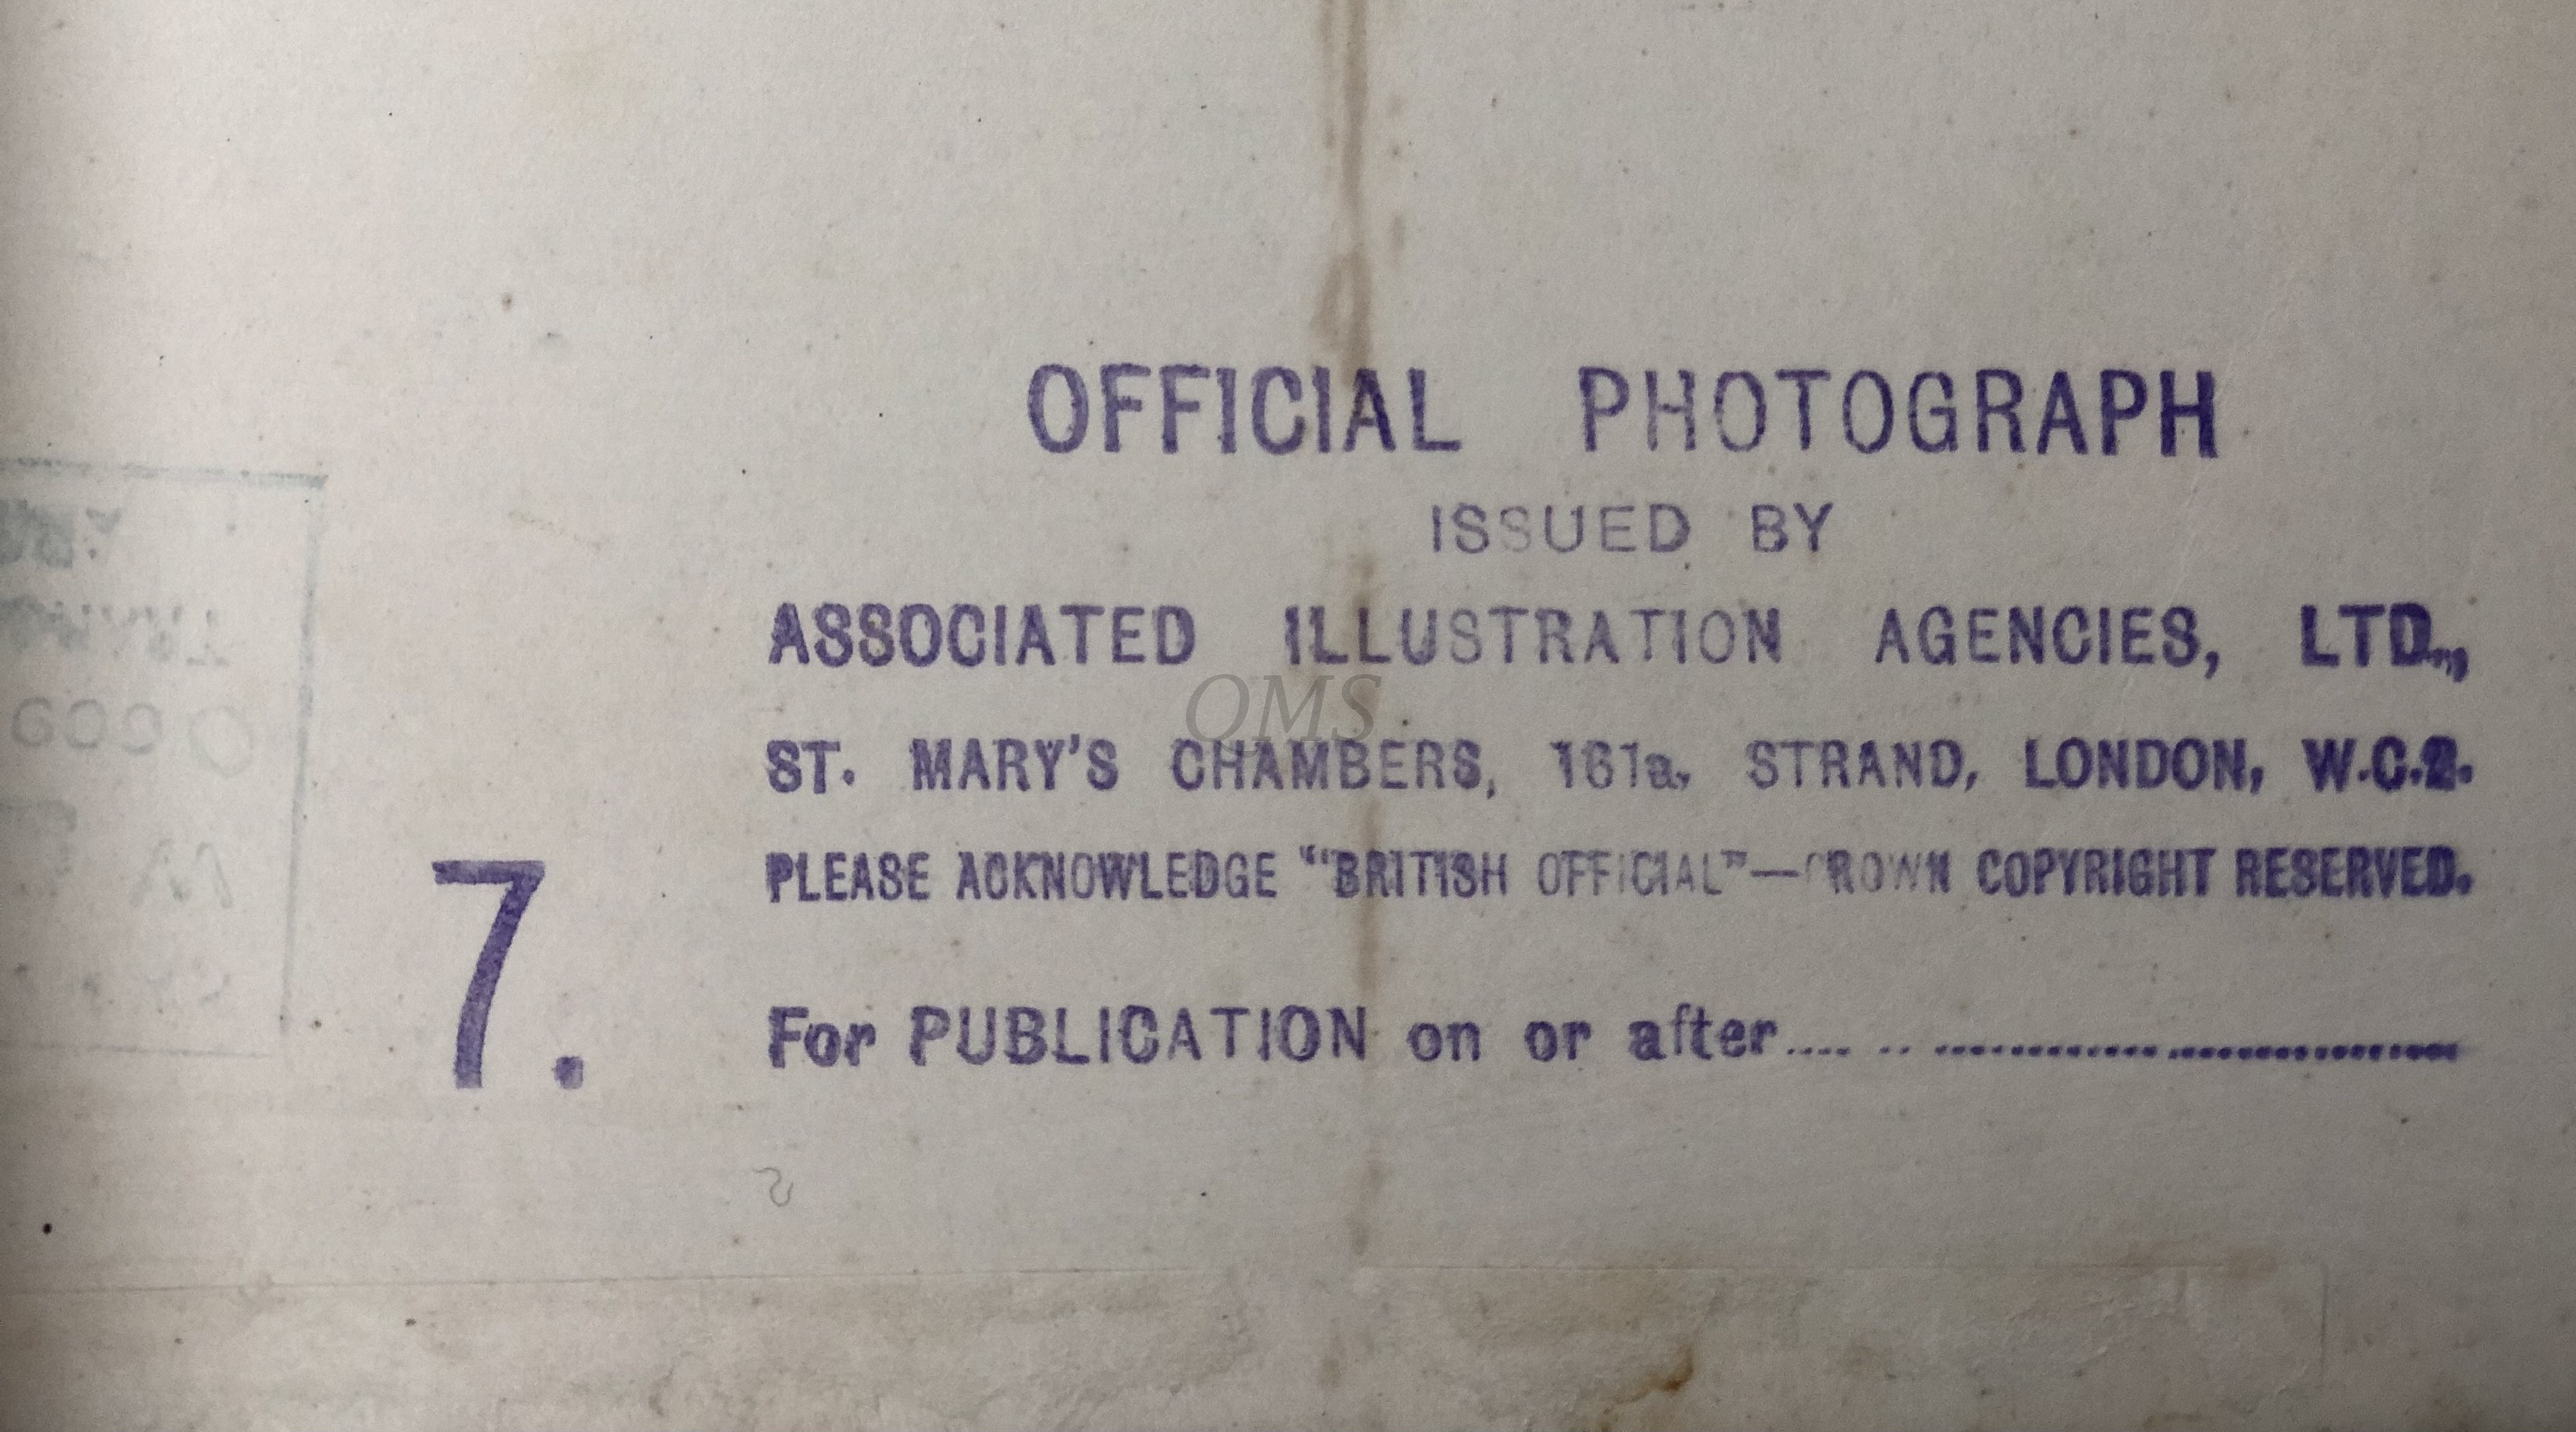 OFFICIAL PHOTOGRAPH
ISSUED BY
ASSOCIATED ILLUSTRATION AGENCIES, LTD.,
QMS
ST. MARY'S CHAMBERS, 161a, STRAND, LONDON, W.C.2.
PLEASE ACKNOWLEDGE "BRITISH OFFICIAL"—CROWN COPYRIGHT RESERVED.
7.
For PUBLICATION on or after.... .. ..............................